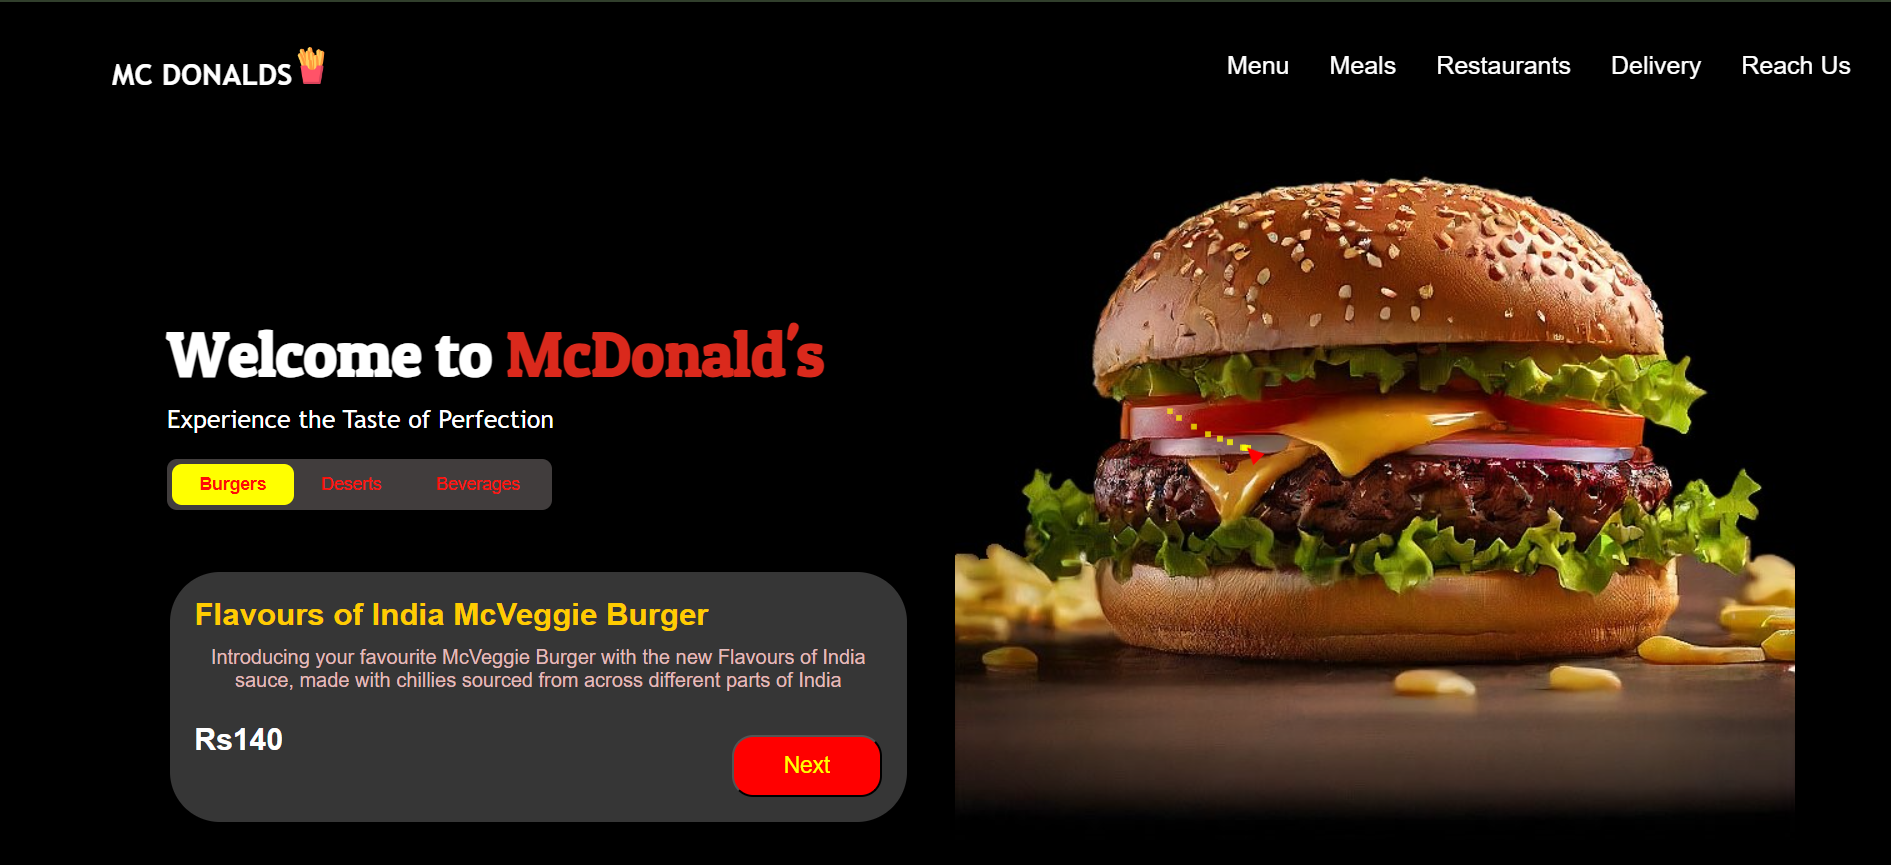 MC DONALDS
Menu Meals Restaurants Delivery Reach Us
Welcome to McDonald's
Experience the Taste of Perfection
Burgers Deserts Beverages
Flavours of India McVeggie Burger
Introducing your favourite McVeggie Burger with the new Flavours of India
sauce, made with chillies sourced from across different parts of India
Rs140
Next